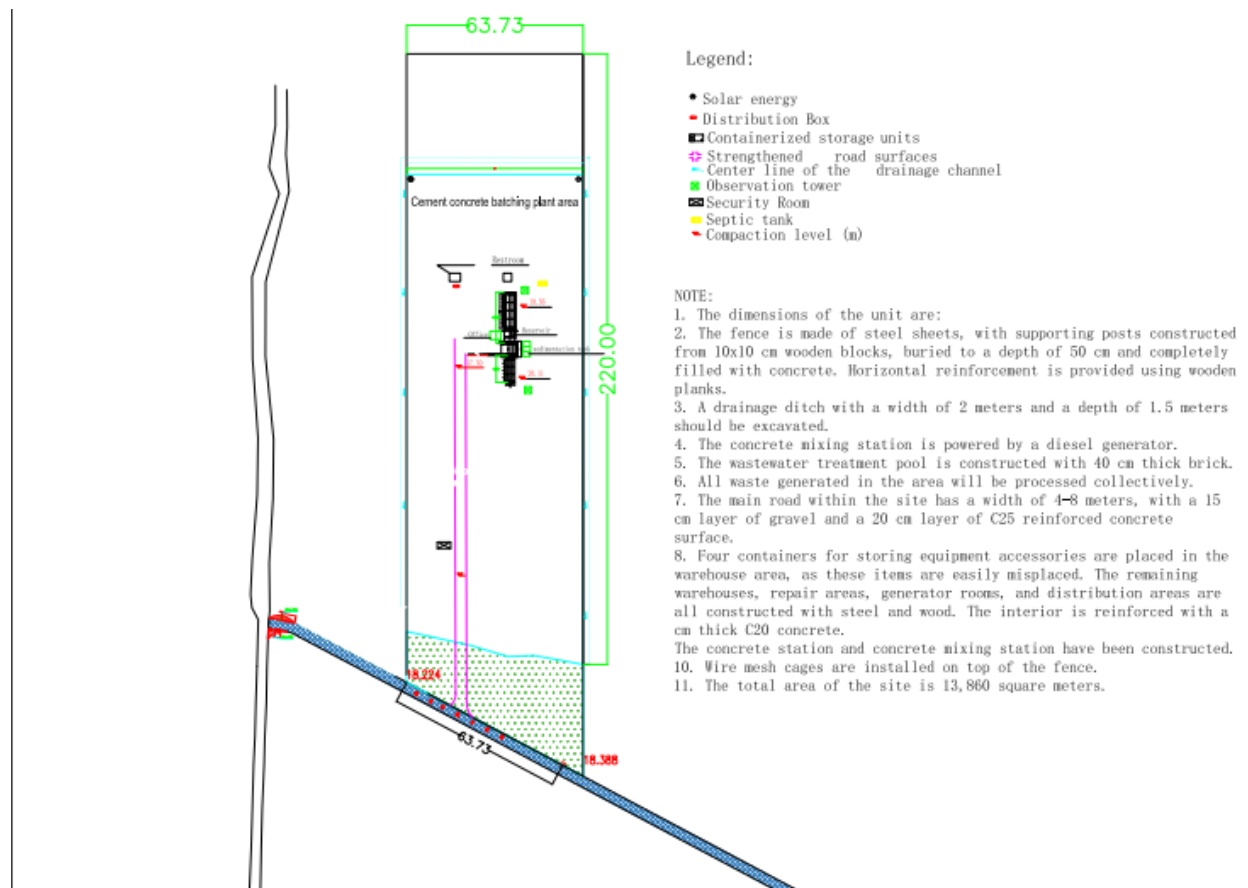 63.73
Legend:
Solar energy
Distribution Box
Containerized storage units
Strengthened road surfaces
Center line of the drainage channel
Observation tower
Security Room
Septic tank
Compaction level (m)
Cement concrete batching plant area
Restroom
Office
Reservoir
220.00
NOTE:
1. The dimensions of the unit are:
2. The fence is made of steel sheets, with supporting posts constructed
from 10x10 cm wooden blocks, buried to a depth of 50 cm and completely
filled with concrete. Horizontal reinforcement is provided using wooden
planks.
3. A drainage ditch with a width of 2 meters and a depth of 1.5 meters
should be excavated.
4. The concrete mixing station is powered by a diesel generator.
5. The wastewater treatment pool is constructed with 40 cm thick brick.
6. All waste generated in the area will be processed collectively.
7. The main road within the site has a width of 4-8 meters, with a 15
cm layer of gravel and a 20 cm layer of C25 reinforced concrete
surface.
8. Four containers for storing equipment accessories are placed in the
warehouse area, as these items are easily misplaced. The remaining
warehouses, repair areas, generator rooms, and distribution areas are
all constructed with steel and wood. The interior is reinforced with a
cm thick C20 concrete.
The concrete station and concrete mixing station have been constructed.
10. Wire mesh cages are installed on top of the fence.
11. The total area of the site is 13,860 square meters.
18.224
63.73
18.388